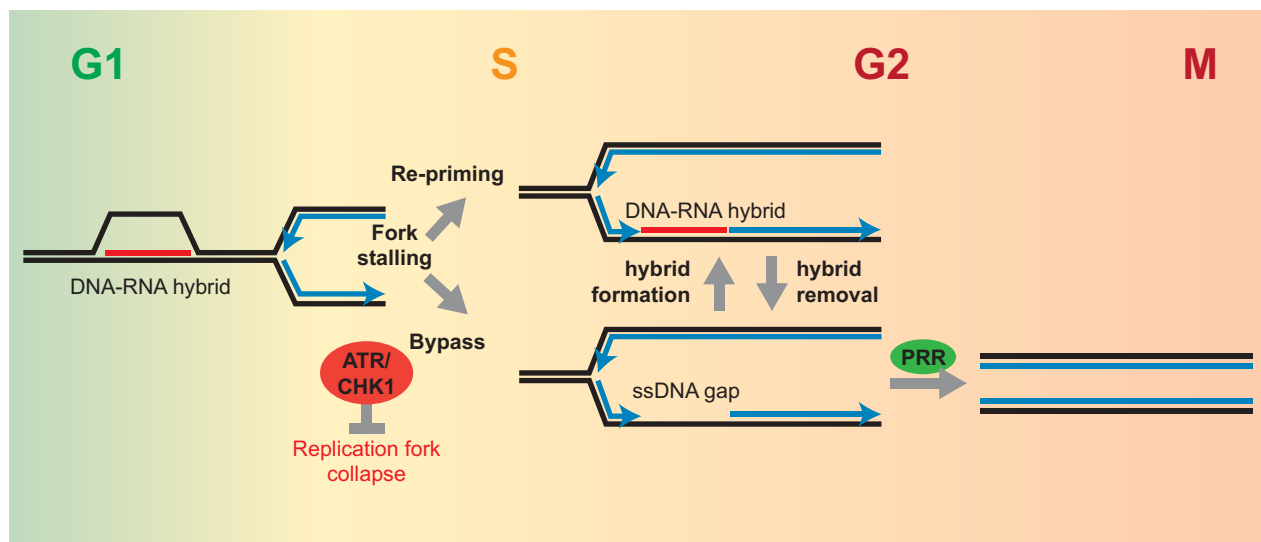 G1
S
G2
M
DNA-RNA hybrid
Fork
stalling
Re-priming
Bypass
ATR/
CHK1
Replication fork
collapse
DNA-RNA hybrid
hybrid
formation
hybrid
removal
ssDNA gap
PRR